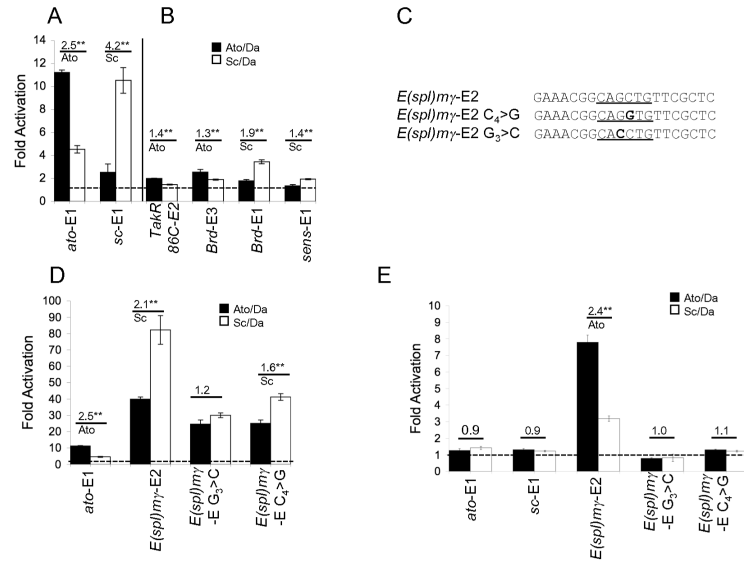 A
B
C
14
12
10
8
6
4
2
0
Fold Activation
2.5**
Ato
4.2**
Sc
1.4**
Ato
1.3**
Ato
1.9**
Sc
1.4**
Sc
Ato/Da
Sc/Da
ato-E1
sc-E1
TakR
86C-E2
Brd-E3
Brd-E1
sens-E1
E(spl)mγ-E2 GAAACGGCAGCTGTTCGCTC
E(spl)mγ-E2 C4>G GAAACGGCAGGTGTTCGCTC
E(spl)mγ-E2 G3>C GAAACGGCACCTGTTCGCTC
D
100
90
80
70
60
50
40
30
20
10
0
Fold Activation
2.5**
Ato
2.1**
Sc
1.2
1.6**
Sc
Ato/Da
Sc/Da
ato-E1
E(spl)mγ-E2
E(spl)mγ
-E G3>C
E(spl)mγ
-E C4>G
E
10
9
8
7
6
5
4
3
2
1
0
Fold Activation
0.9
0.9
2.4**
Ato
1.0
1.1
Ato/Da
Sc/Da
ato-E1
sc-E1
E(spl)mγ-E2
E(spl)mγ
-E G3>C
E(spl)mγ
-E C4>G